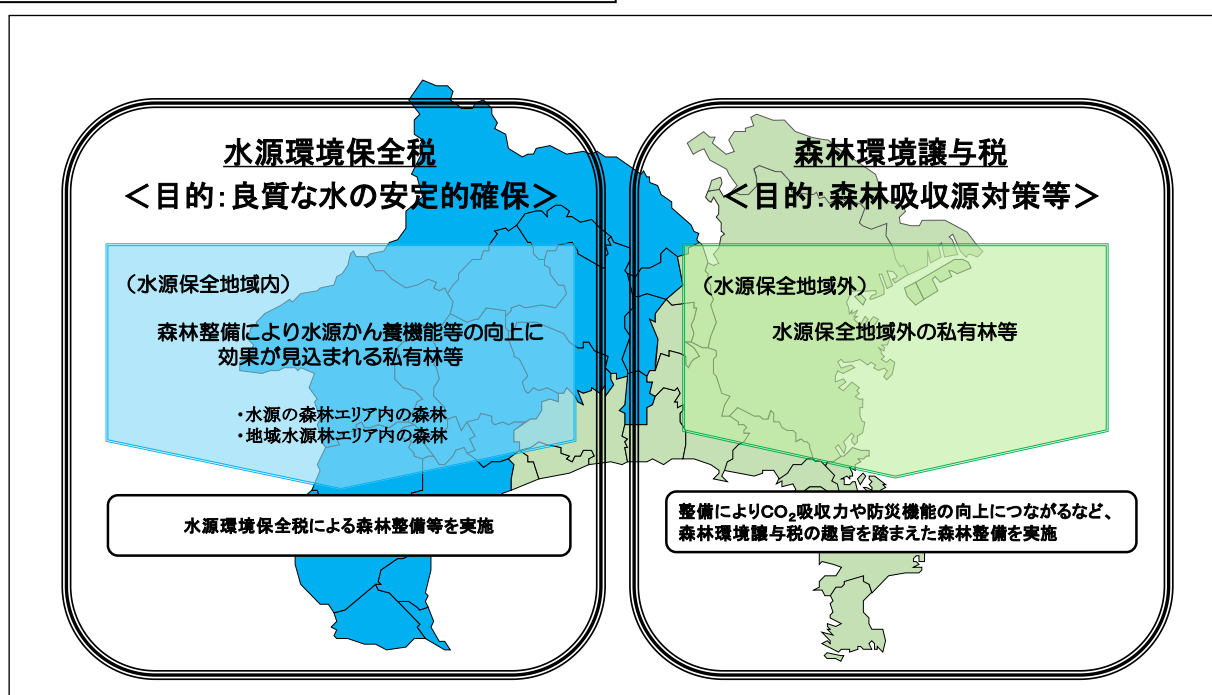 水源環境保全税
＜目的：良質な水の安定的確保＞
（水源保全地域内）
森林整備により水源かん養機能等の向上に
効果が見込まれる私有林等
・水源の森林エリア内の森林
・地域水源林エリア内の森林
水源環境保全税による森林整備等を実施
森林環境譲与税
＜目的：森林吸収源対策等＞
（水源保全地域外）
水源保全地域外の私有林等
整備によりCO₂吸収力や防災機能の向上につながるなど、
森林環境譲与税の趣旨を踏まえた森林整備を実施